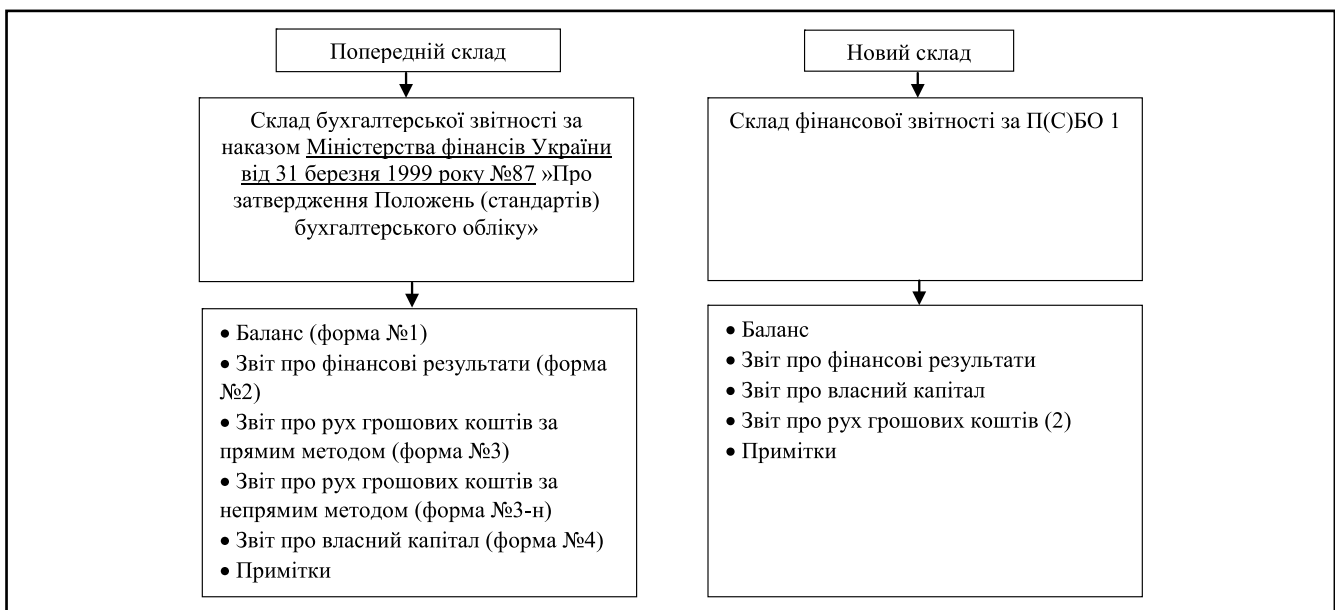 Попередній склад
Склад бухгалтерської звітності за
наказом Міністерства фінансів України
від 31 березня 1999 року №87 »Про
затвердження Положень (стандартів)
бухгалтерського обліку»
• Баланс (форма №1)
• Звіт про фінансові результати (форма
№2)
• Звіт про рух грошових коштів за
прямим методом (форма №3)
• Звіт про рух грошових коштів за
непрямим методом (форма №3-н)
• Звіт про власний капітал (форма №4)
• Примітки
Новий склад
Склад фінансової звітності за П(С)БО 1
• Баланс
• Звіт про фінансові результати
• Звіт про власний капітал
• Звіт про рух грошових коштів (2)
• Примітки